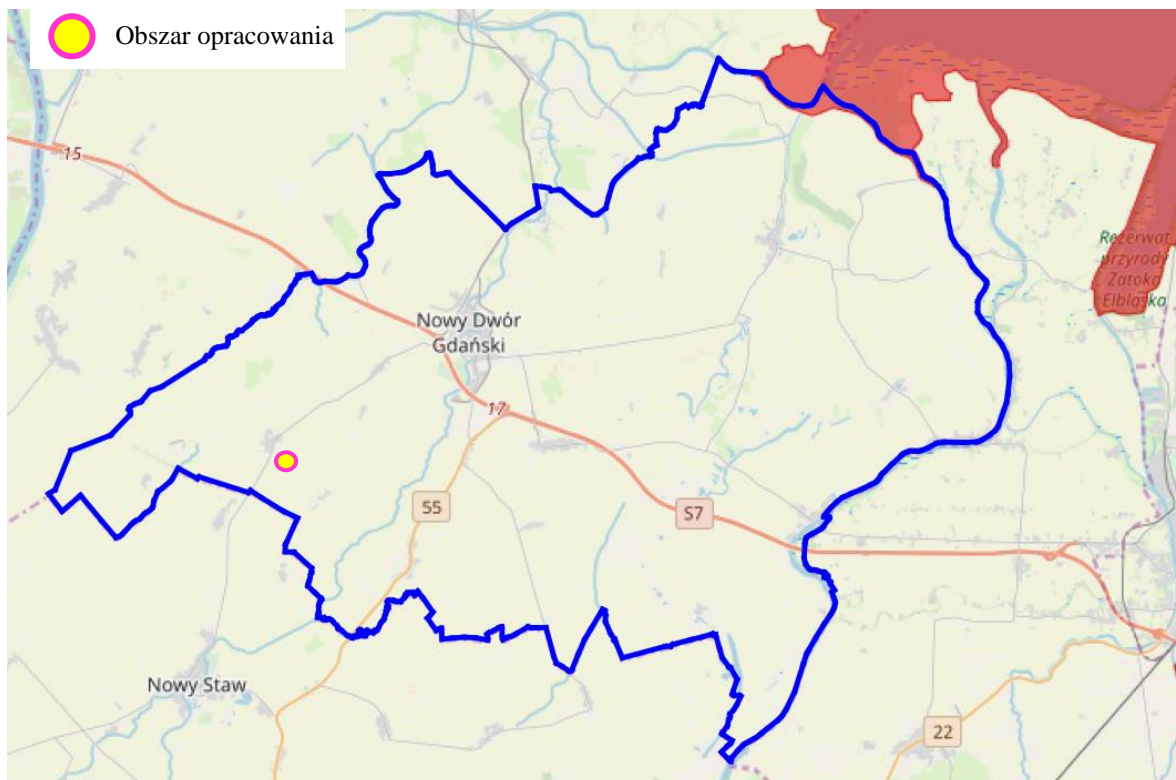 Obszar opracowania
15
Rezerwat
przyrody
Zatoka
Elbląska
Nowy Dwór
Gdański
17
55
S7
Nowy Staw
22